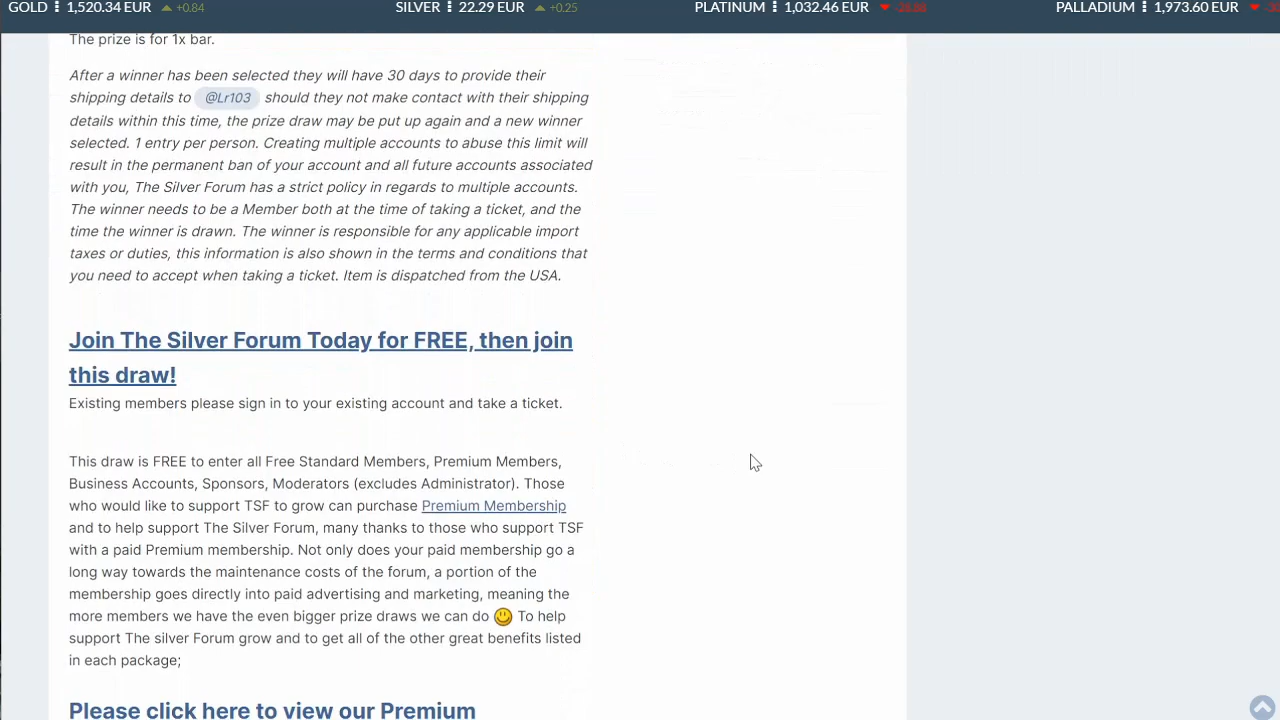 GOLD ⁝ 1,520.34 EUR ▲ +0.84 SILVER ⁝ 22.29 EUR ▲ +0.25 PLATINUM ⁝ 1,032.46 EUR ▼ PALLADIUM ⁝ 1,973.60 EUR ▼
The prize is for 1x bar.
After a winner has been selected they will have 30 days to provide their
shipping details to @Lr103 should they not make contact with their shipping
details within this time, the prize draw may be put up again and a new winner
selected. 1 entry per person. Creating multiple accounts to abuse this limit will
result in the permanent ban of your account and all future accounts associated
with you, The Silver Forum has a strict policy in regards to multiple accounts.
The winner needs to be a Member both at the time of taking a ticket, and the
time the winner is drawn. The winner is responsible for any applicable import
taxes or duties, this information is also shown in the terms and conditions that
you need to accept when taking a ticket. Item is dispatched from the USA.
Join The Silver Forum Today for FREE, then join
this draw!
Existing members please sign in to your existing account and take a ticket.
This draw is FREE to enter all Free Standard Members, Premium Members,
Business Accounts, Sponsors, Moderators (excludes Administrator). Those
who would like to support TSF to grow can purchase Premium Membership
and to help support The Silver Forum, many thanks to those who support TSF
with a paid Premium membership. Not only does your paid membership go a
long way towards the maintenance costs of the forum, a portion of the
membership goes directly into paid advertising and marketing, meaning the
more members we have the even bigger prize draws we can do 🙂 To help
support The silver Forum grow and to get all of the other great benefits listed
in each package;
Please click here to view our Premium